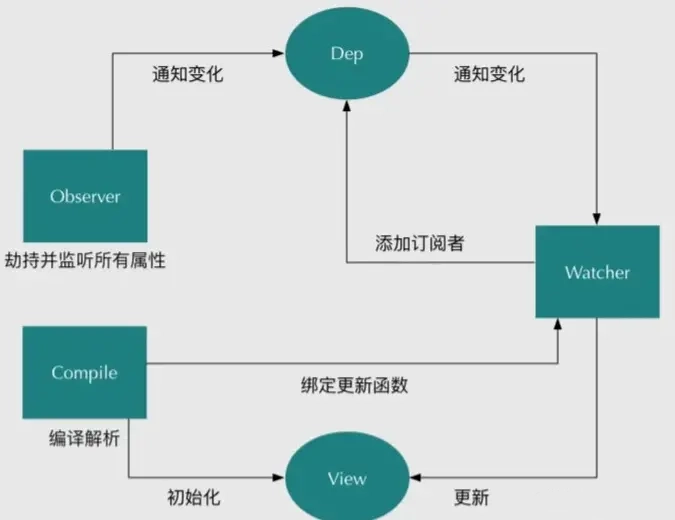 Dep
通知变化
通知变化
Observer
劫持并监听所有属性
添加订阅者
Watcher
Compile
绑定更新函数
编译解析
View
初始化
更新